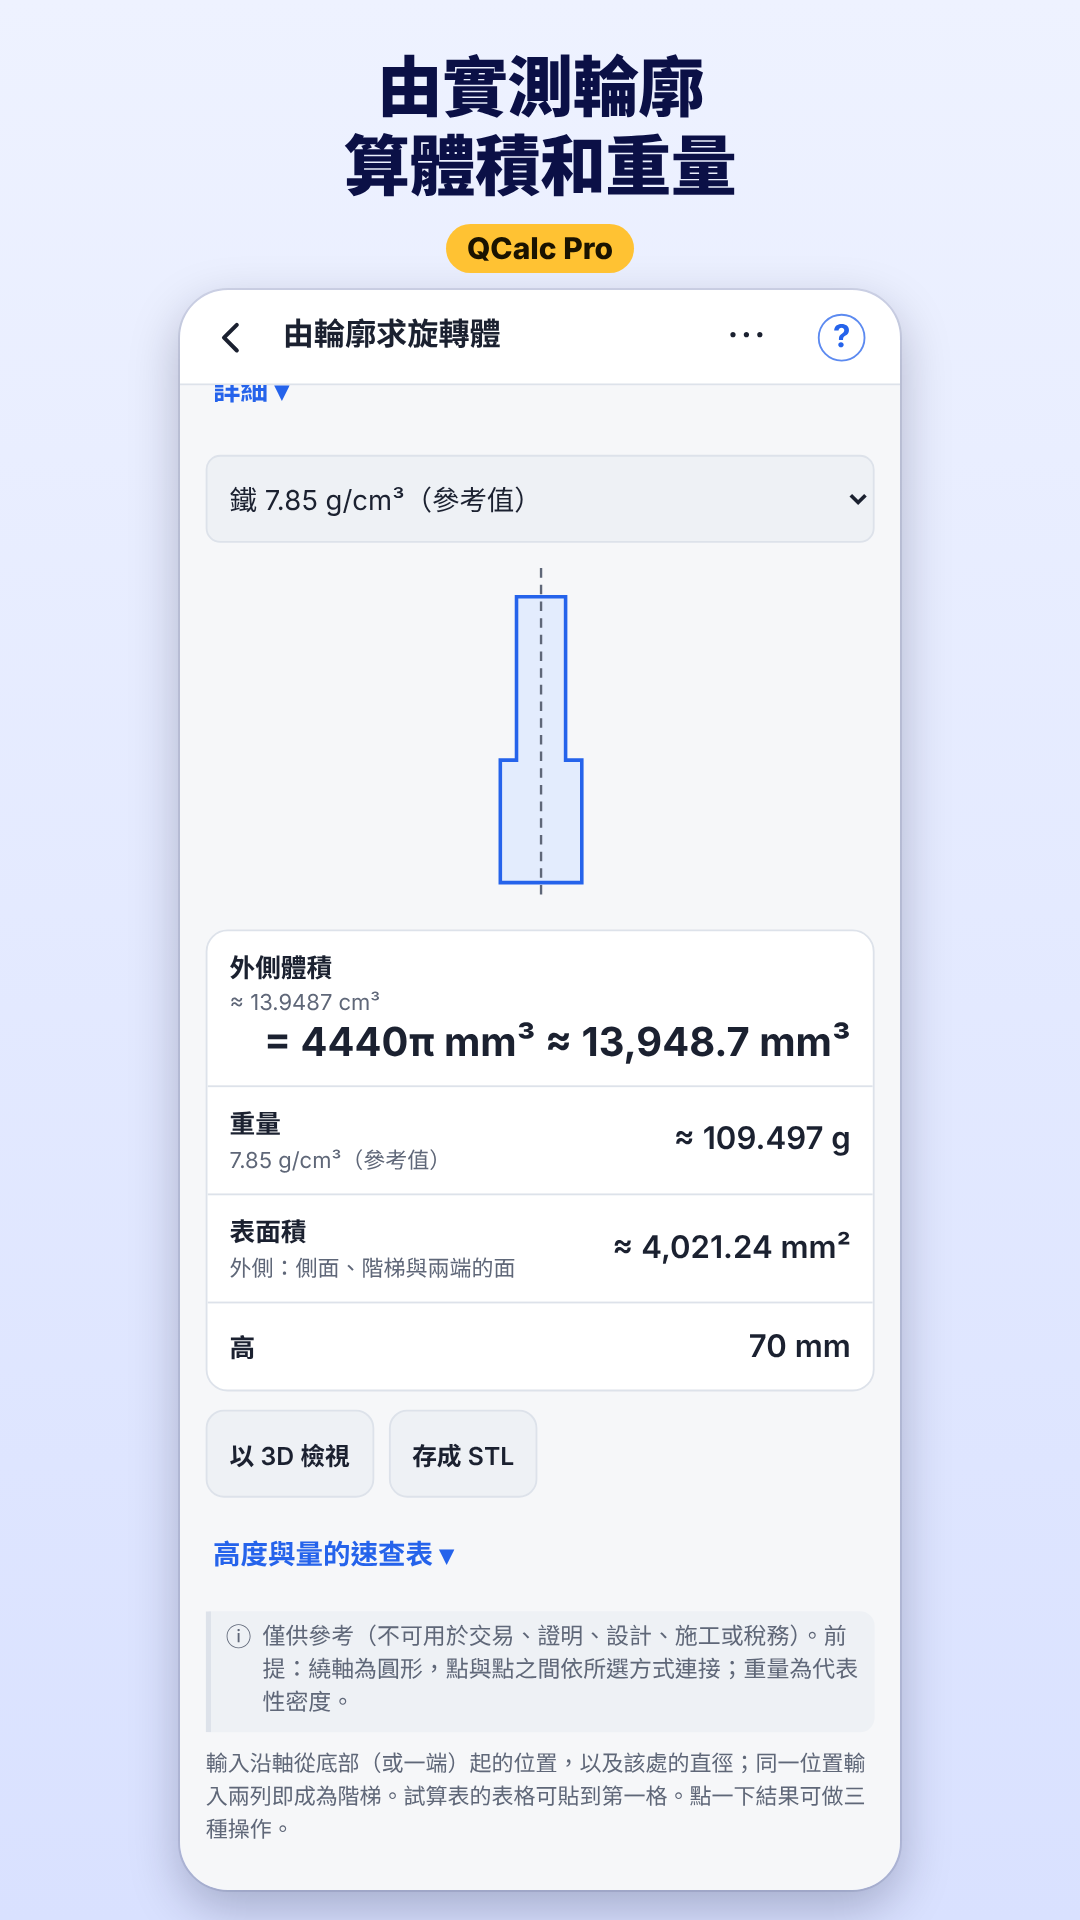 由實測輪廓
算體積和重量
QCalc Pro
由輪廓求旋轉體
?
詳細 ▼
鐵 7.85 g/cm³（參考值）
外側體積
≈ 13.9487 cm³
= 4440π mm³ ≈ 13,948.7 mm³
重量
7.85 g/cm³（參考值）
≈ 109.497 g
表面積
外側：側面、階梯與兩端的面
≈ 4,021.24 mm²
高
70 mm
以 3D 檢視
存成 STL
高度與量的速查表 ▼
ⓘ 僅供參考（不可用於交易、證明、設計、施工或稅務）。前
提：繞軸為圓形，點與點之間依所選方式連接；重量為代表
性密度。
輸入沿軸從底部（或一端）起的位置，以及該處的直徑；同一位置輸
入兩列即成為階梯。試算表的表格可貼到第一格。點一下結果可做三
種操作。